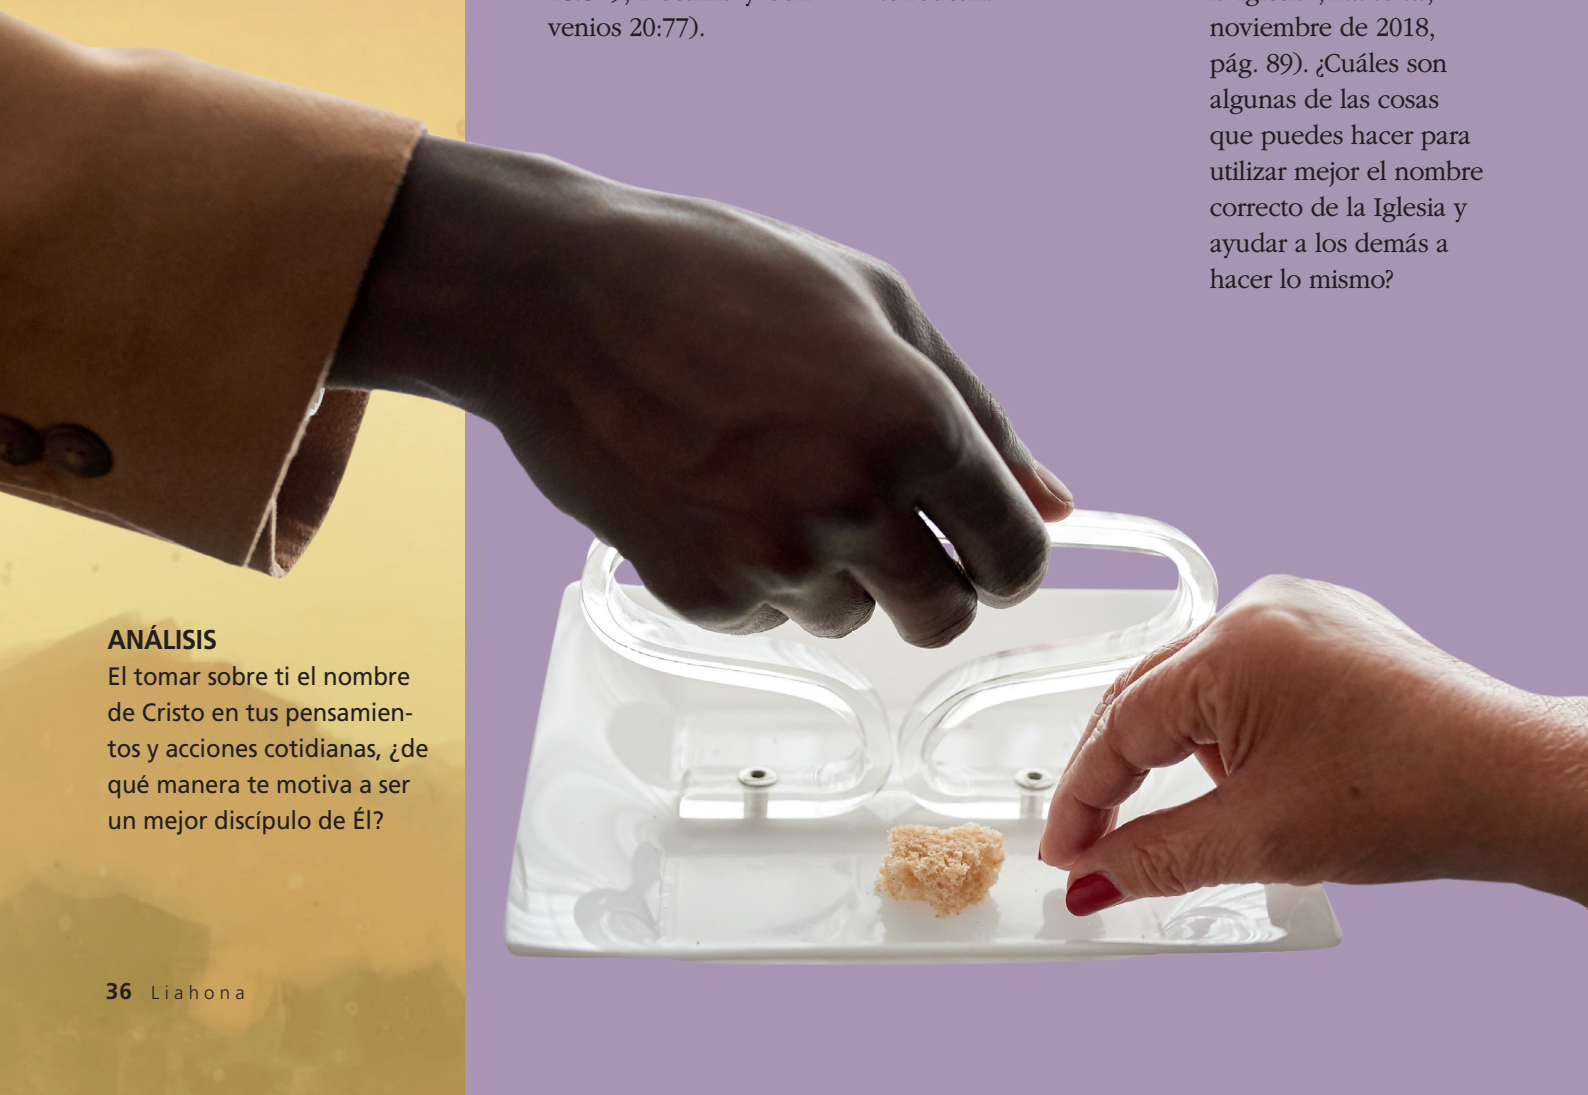 venios 20:77).
noviembre de 2018,
pág. 89). ¿Cuáles son
algunas de las cosas
que puedes hacer para
utilizar mejor el nombre
correcto de la Iglesia y
ayudar a los demás a
hacer lo mismo?
ANÁLISIS
El tomar sobre ti el nombre
de Cristo en tus pensamien-
tos y acciones cotidianas, ¿de
qué manera te motiva a ser
un mejor discípulo de Él?
36 Liahona